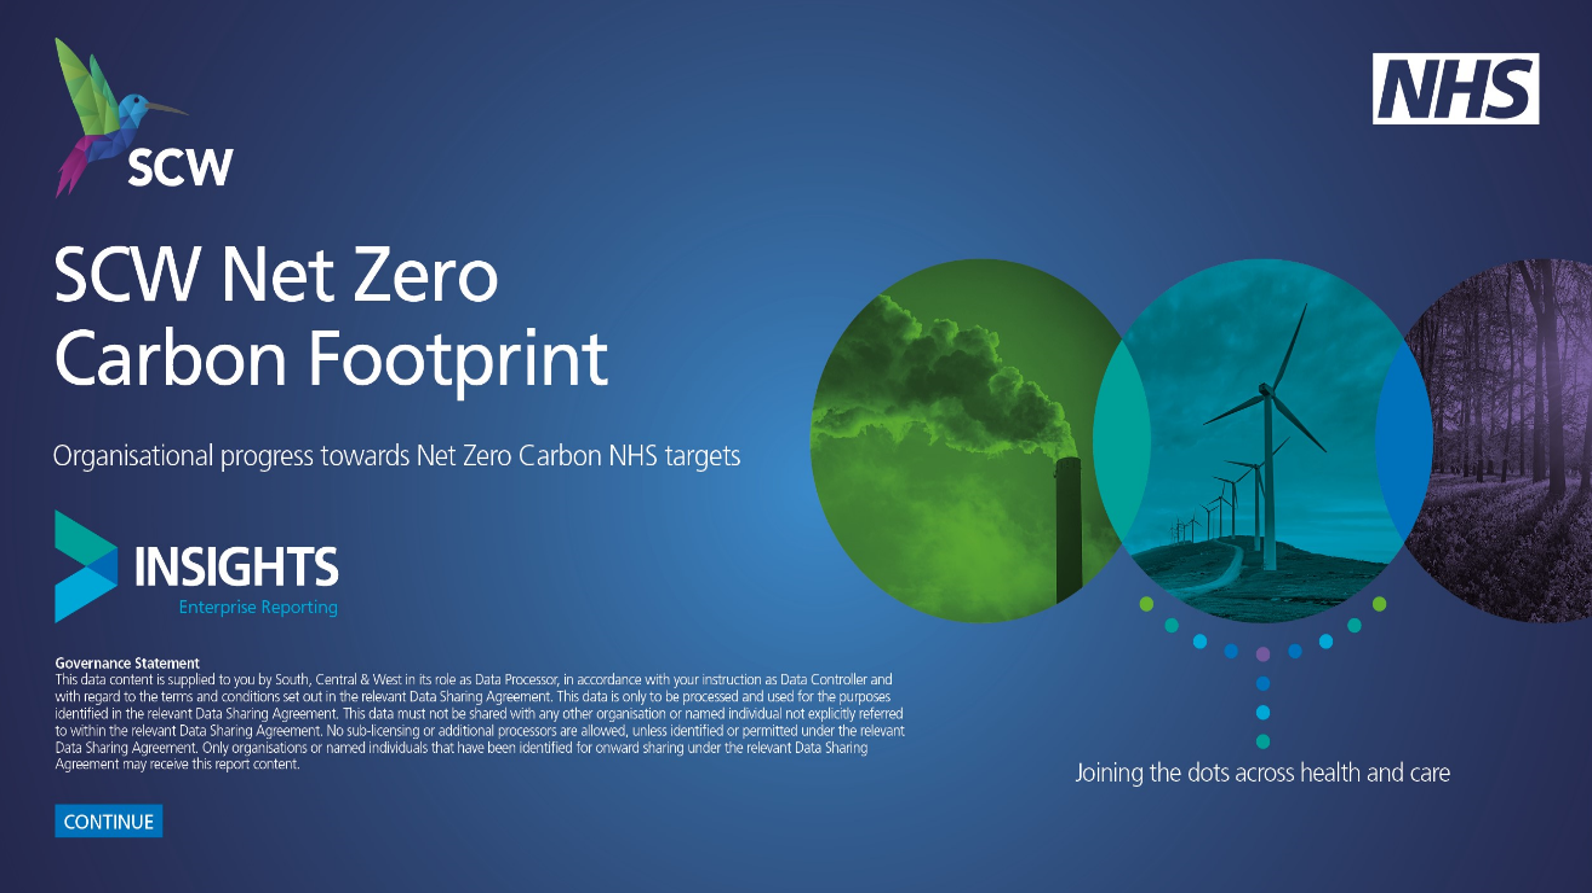 SCW
NHS
SCW Net Zero
Carbon Footprint
Organisational progress towards Net Zero Carbon NHS targets
INSIGHTS
Enterprise Reporting
Governance Statement
This data content is supplied to you by South, Central & West in its role as Data Processor, in accordance with your instruction as Data Controller and
with regard to the terms and conditions set out in the relevant Data Sharing Agreement. This data is only to be processed and used for the purposes
identified in the relevant Data Sharing Agreement. This data must not be shared with any other organisation or named individual not explicitly referred
to within the relevant Data Sharing Agreement. No sub-licensing or additional processors are allowed, unless identified or permitted under the relevant
Data Sharing Agreement. Only organisations or named individuals that have been identified for onward sharing under the relevant Data Sharing
Agreement may receive this report content.
Joining the dots across health and care
CONTINUE